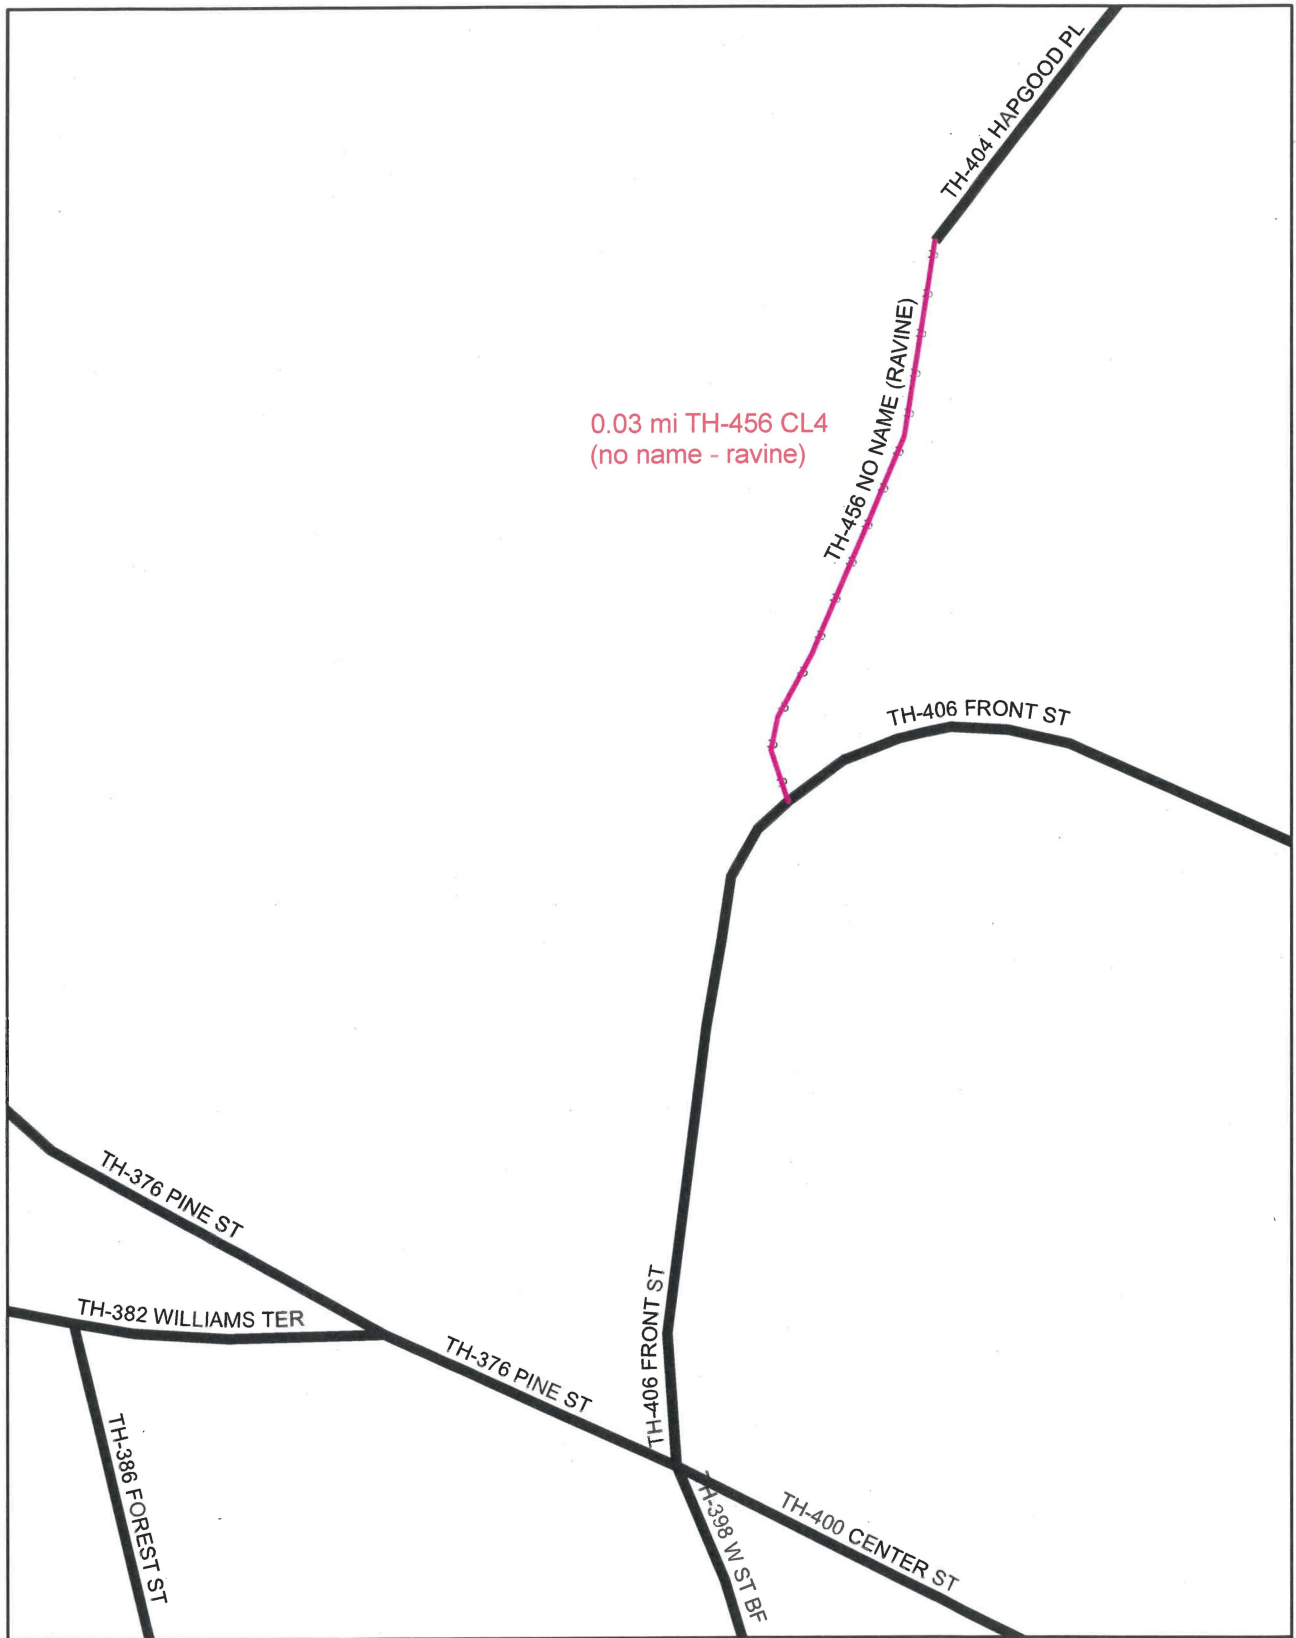 TH-404 HAPGOOD PL
TH-456 NO NAME (RAVINE)
0.03 mi TH-456 CL4
(no name - ravine)
TH-406 FRONT ST
TH-376 PINE ST
TH-382 WILLIAMS TER
TH-406 FRONT ST
TH-376 PINE ST
TH-386 FOREST ST
TH-398 W ST BF
TH-400 CENTER ST